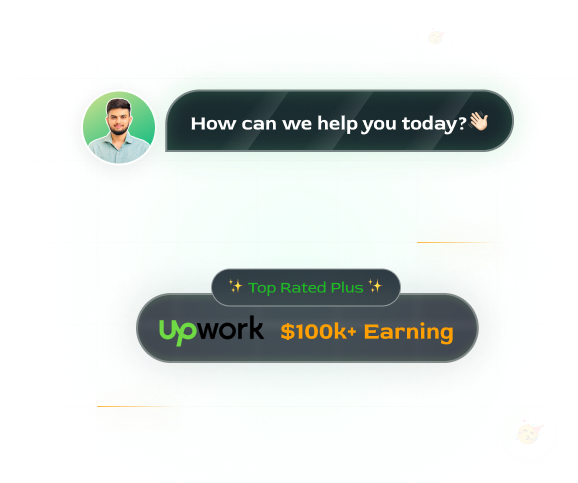 How can we help you today?👋🏻
✨ Top Rated Plus ✨
Upwork $100k+ Earning